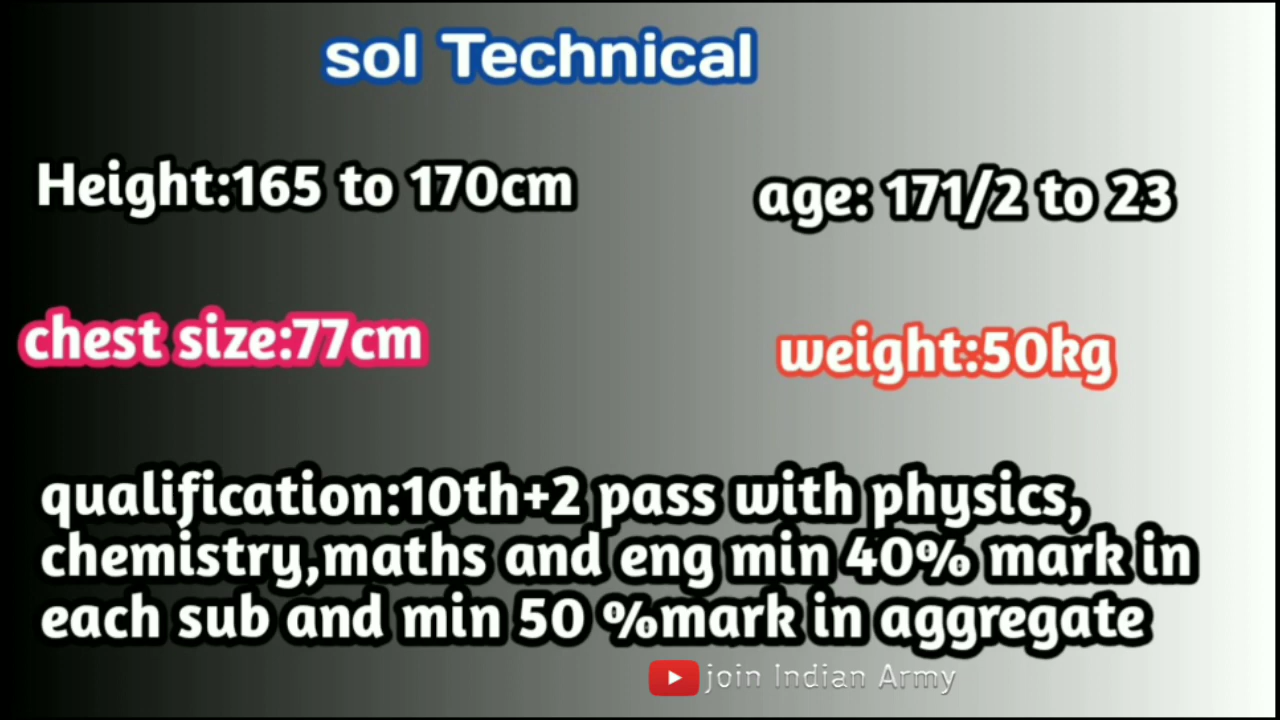 sol Technical
Height:165 to 170cm
age: 171/2 to 23
chest size:77cm
weight:50kg
qualification:10th+2 pass with physics,
chemistry,maths and eng min 40% mark in
each sub and min 50 %mark in aggregate
join Indian Army